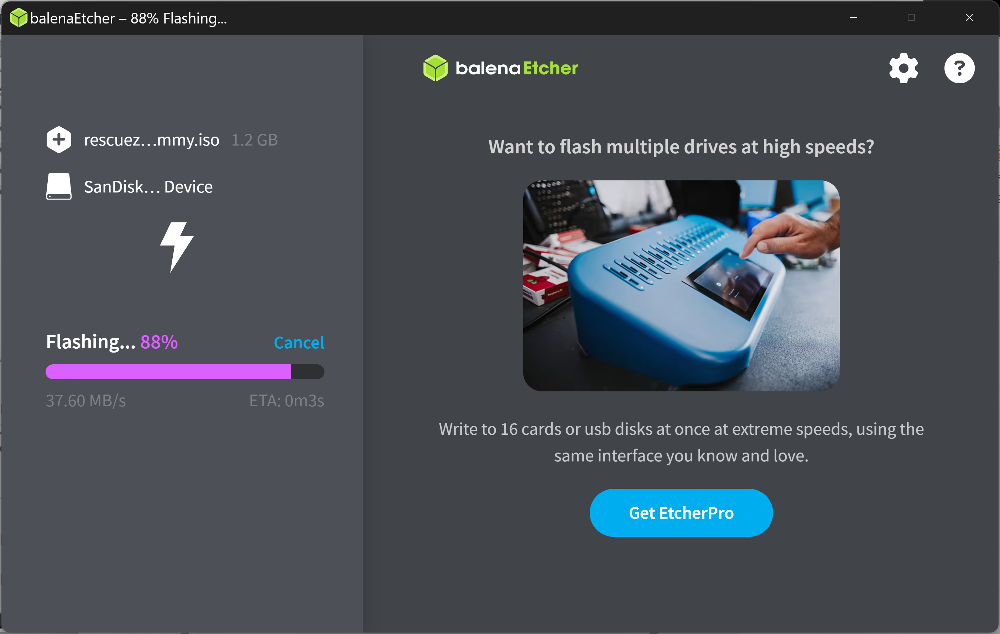 balenaEtcher – 88% Flashing...
balenaEtcher
rescuez...mmy.iso 1.2 GB
SanDisk... Device
Flashing... 88% Cancel
37.60 MB/s ETA: 0m3s
Want to flash multiple drives at high speeds?
Write to 16 cards or usb disks at once at extreme speeds, using the
same interface you know and love.
Get EtcherPro